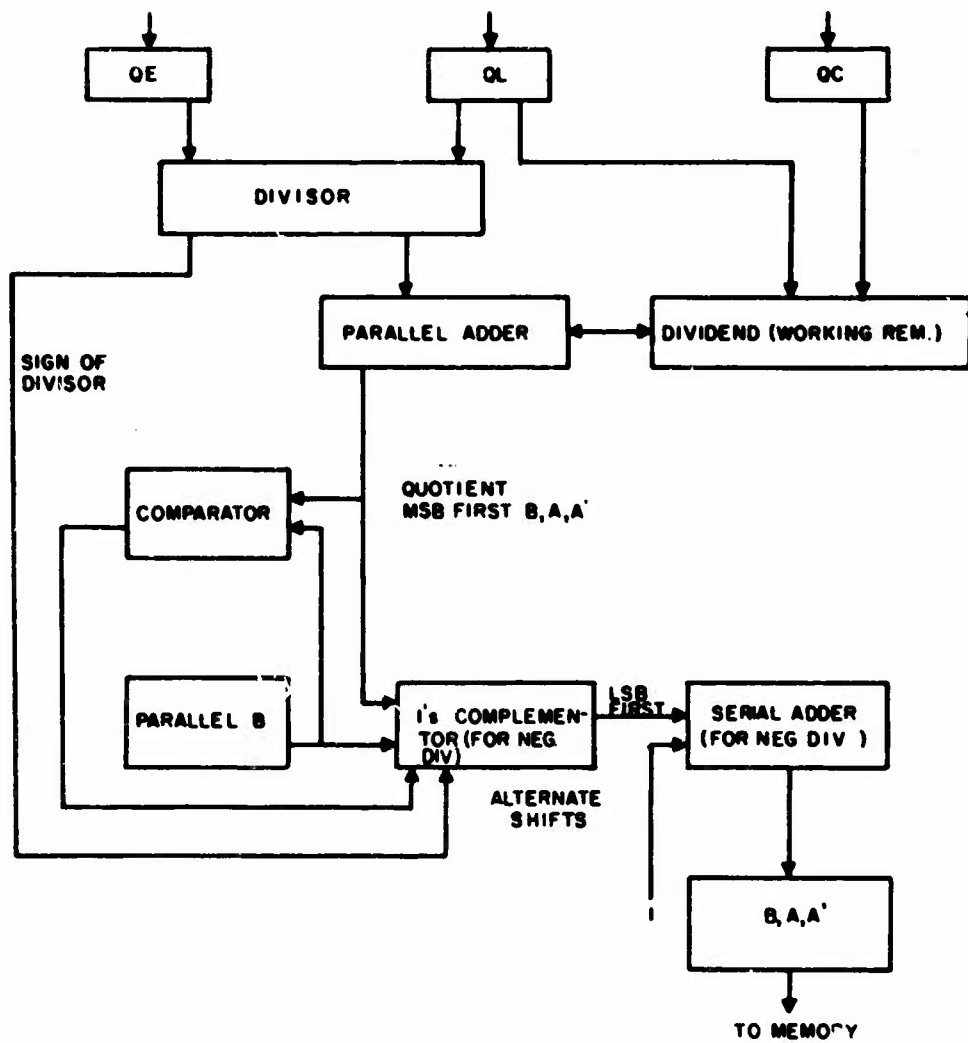 QE
QL
QC
DIVISOR
PARALLEL ADDER
DIVIDEND (WORKING REM.)
SIGN OF
DIVISOR
QUOTIENT
MSB FIRST B, A, A'
COMPARATOR
PARALLEL B
1's COMPLEMEN-
TOR (FOR NEG
DIV)
LSB
FIRST
SERIAL ADDER
(FOR NEG DIV )
ALTERNATE
SHIFTS
1
B, A, A'
TO MEMORY